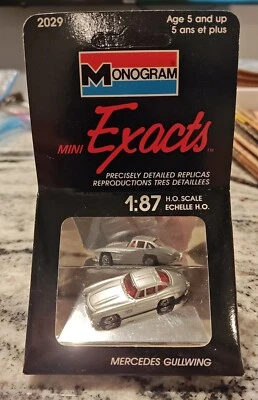 2029
Age 5 and up
5 ans et plus
MONOGRAM
MINI Exacts TM
PRECISELY DETAILED REPLICAS
REPRODUCTIONS TRES DETAILLEES
1:87 H.O. SCALE
ECHELLE H.O.
MERCEDES GULLWING